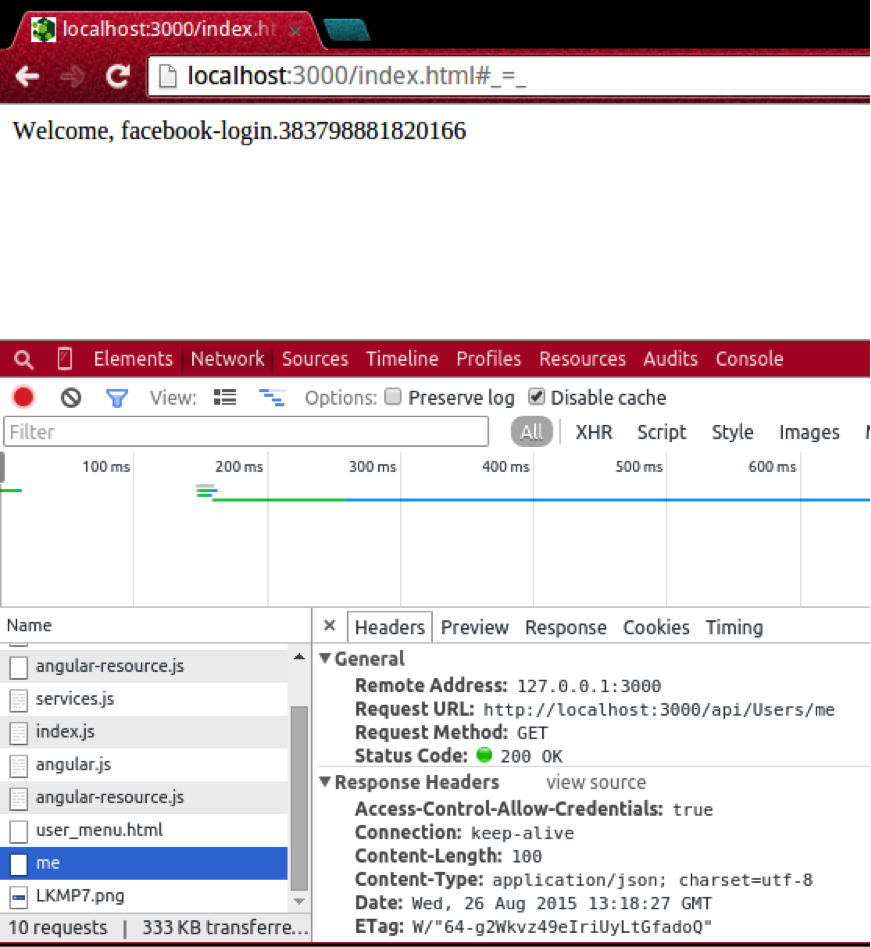 localhost:3000/index.ht
localhost:3000/index.html#_=_
Welcome, facebook-login.383798881820166
Elements Network Sources Timeline Profiles Resources Audits Console
View: Options: Preserve log Disable cache
Filter All XHR Script Style Images
100 ms 200 ms 300 ms 400 ms 500 ms 600 ms
Name
× Headers Preview Response Cookies Timing
angular-resource.js
services.js
index.js
angular.js
angular-resource.js
user_menu.html
me
LKMP7.png
10 requests | 333 KB transferre...
▼General
Remote Address: 127.0.0.1:3000
Request URL: http://localhost:3000/api/Users/me
Request Method: GET
Status Code: 200 OK
▼Response Headers view source
Access-Control-Allow-Credentials: true
Connection: keep-alive
Content-Length: 100
Content-Type: application/json; charset=utf-8
Date: Wed, 26 Aug 2015 13:18:27 GMT
ETag: W/"64-g2Wkvz49eIriUyLtGfadoQ"